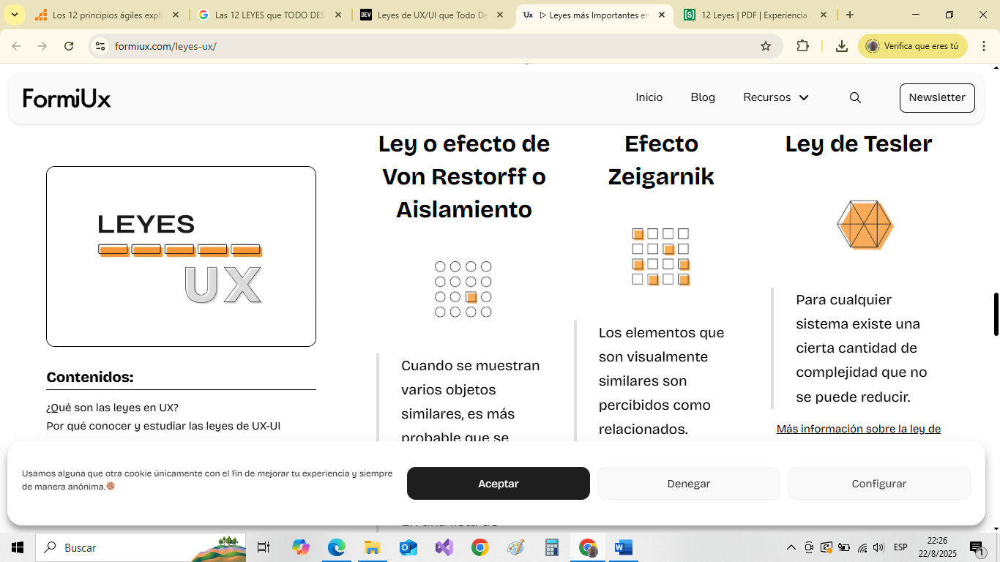 Los 12 principios ágiles expli
Las 12 LEYES que TODO DES
DEV
Leyes de UX/UI que Todo De
'Ux
▷ Leyes más Importantes en
[S]
12 Leyes | PDF | Experiencia
formiux.com/leyes-ux/
Verifica que eres tú
FormiUx
Inicio
Blog
Recursos
Newsletter
LEYES
UX
Contenidos:
¿Qué son las leyes en UX?
Por qué conocer y estudiar las leyes de UX-UI
Ley o efecto de
Von Restorff o
Aislamiento
Cuando se muestran
varios objetos
similares, es más
probable que se
Efecto
Zeigarnik
Los elementos que
son visualmente
similares son
percibidos como
relacionados.
Ley de Tesler
Para cualquier
sistema existe una
cierta cantidad de
complejidad que no
se puede reducir.
Más información sobre la ley de
Usamos alguna que otra cookie únicamente con el fin de mejorar tu experiencia y siempre
de manera anónima.🍪
Aceptar
Denegar
Configurar
Buscar
ESP
22:26
22/8/2025
1